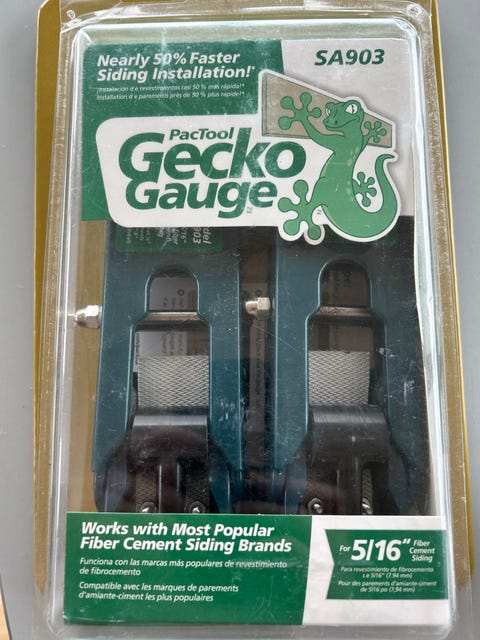 Nearly 50% Faster
Siding Installation!*
¡Instalación de revestimientos casi 50 % más rápida!*
Installation de parements près de 50 % plus rapide!*
SA903
PacTool
Gecko
Gauge
Works with Most Popular
Fiber Cement Siding Brands
Funciona con las marcas más populares de revestimiento
de fibrocemento
Compatible avec les marques de parements
d'amiante-ciment les plus populaires
For 5/16" Fiber
Cement
Siding
Para revestimiento de fibrocemento
de 5/16" (7,94 mm)
Pour des parements d'amiante-ciment
de 5/16 po (7,94 mm)